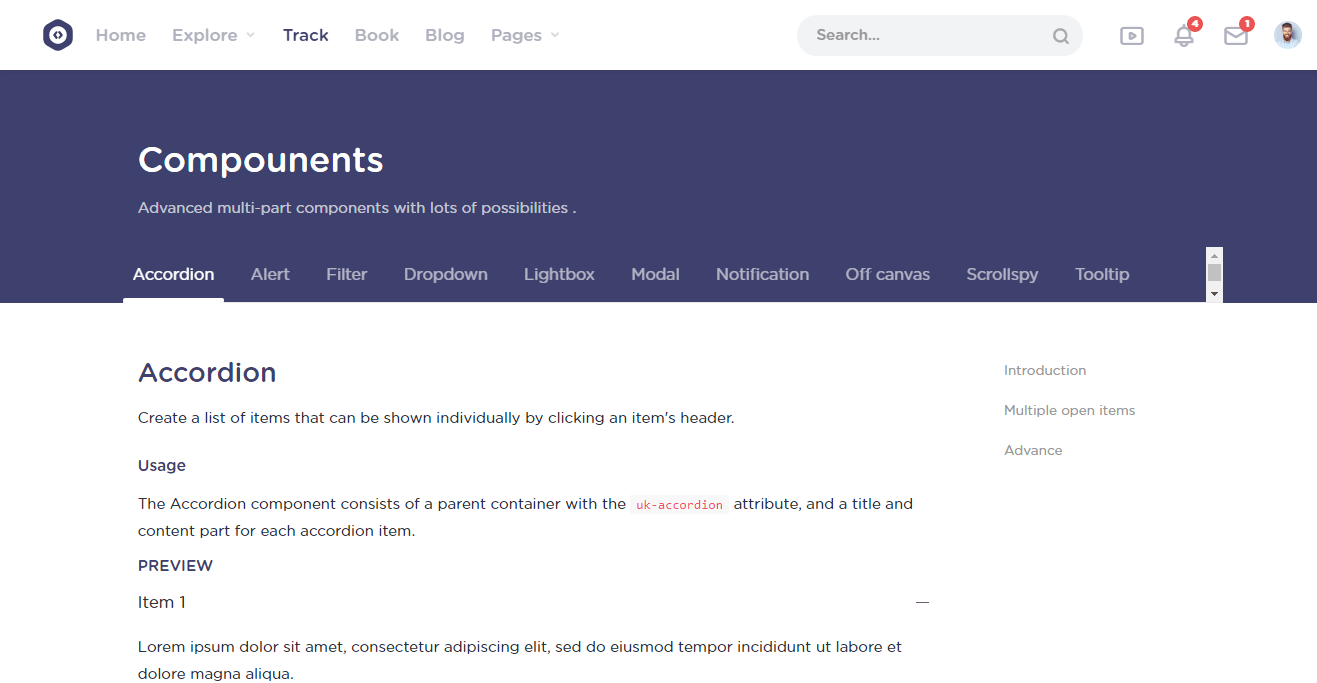 Home Explore Track Book Blog Pages Search... 4 1
Compounents
Advanced multi-part components with lots of possibilities .
Accordion Alert Filter Dropdown Lightbox Modal Notification Off canvas Scrollspy Tooltip
Accordion
Create a list of items that can be shown individually by clicking an item's header.
Usage
The Accordion component consists of a parent container with the uk-accordion attribute, and a title and
content part for each accordion item.
PREVIEW
Item 1
Lorem ipsum dolor sit amet, consectetur adipiscing elit, sed do eiusmod tempor incididunt ut labore et
dolore magna aliqua.
Introduction
Multiple open items
Advance